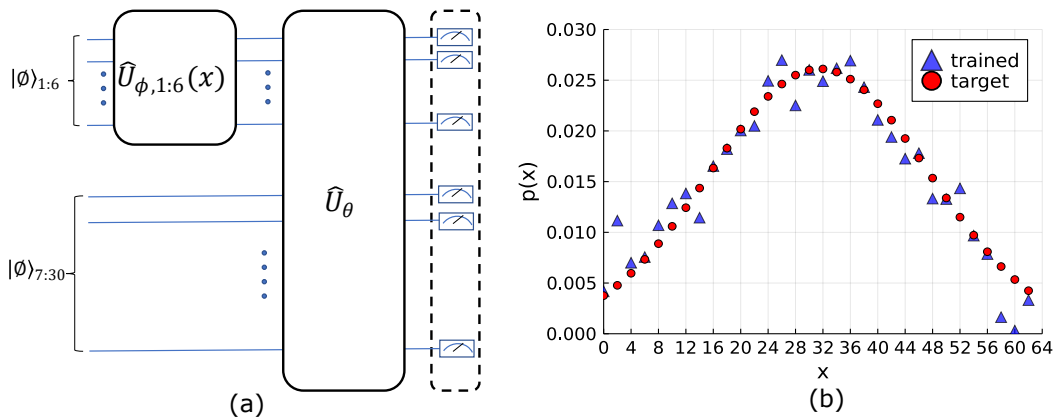 |∅⟩₁:₆
Û_ϕ,1:6(x)
|∅⟩₇:₃₀
Û_θ
(a)
p(x)
0.030
0.025
0.020
0.015
0.010
0.005
0.000
trained
target
0 4 8 12 16 20 24 28 32 36 40 44 48 52 56 60 64
x
(b)